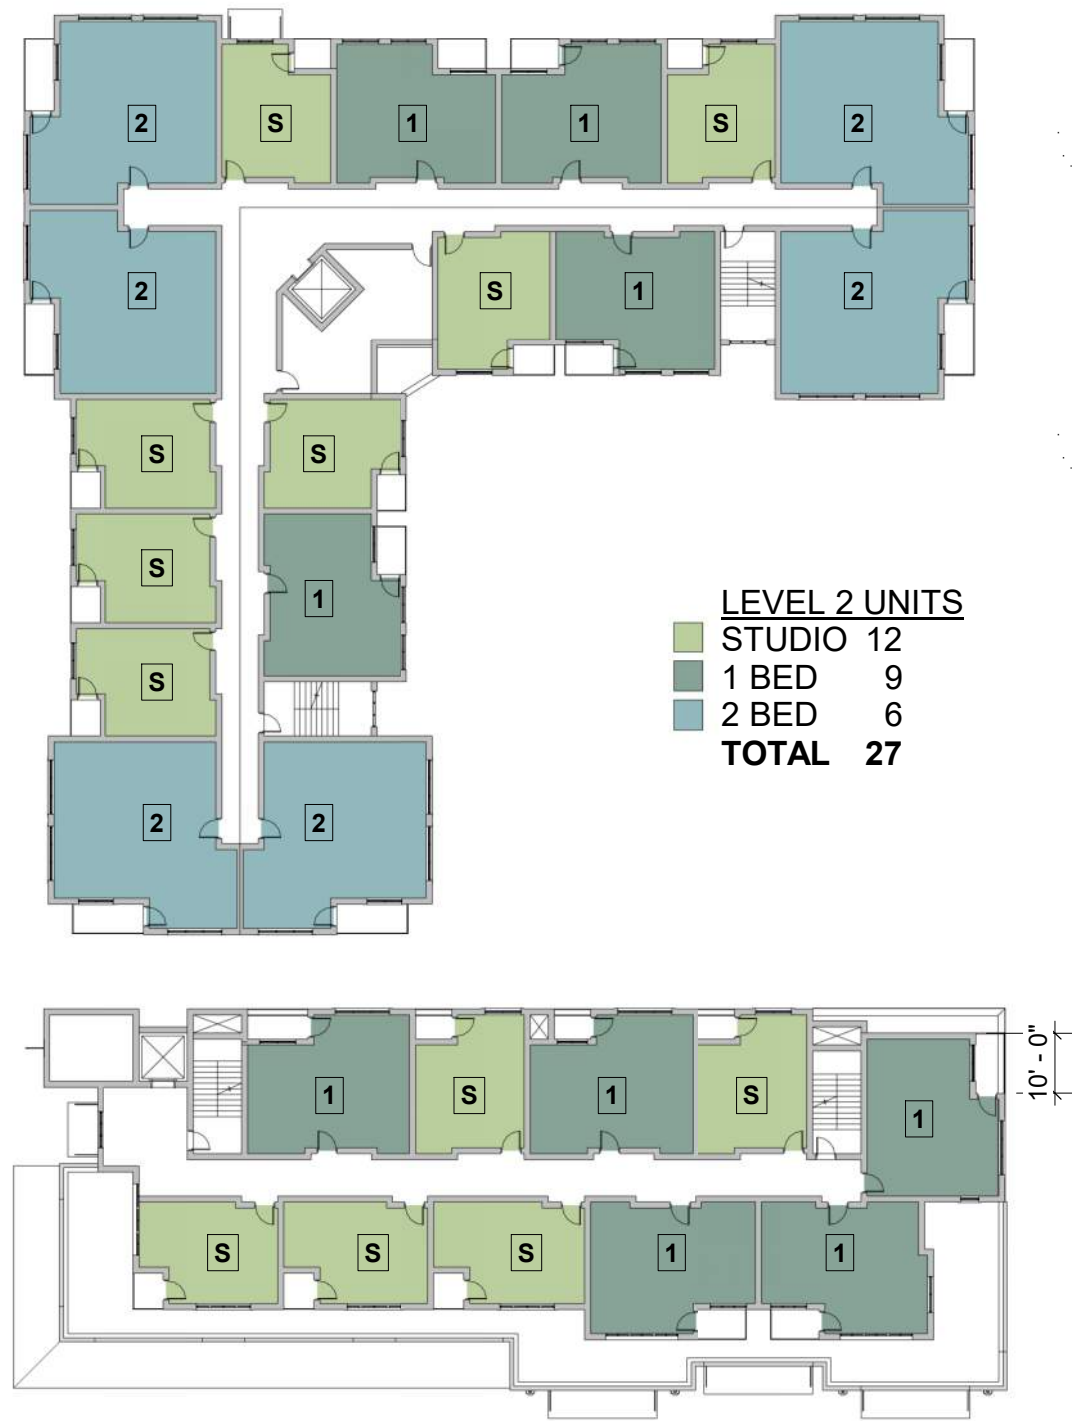 2 S 1 1 S 2
2 S 1 2
S S
S
1
S
LEVEL 2 UNITS
STUDIO 12
1 BED 9
2 BED 6
TOTAL 27
2 2
1 S 1 S 1
10' - 0"
S S S 1 1